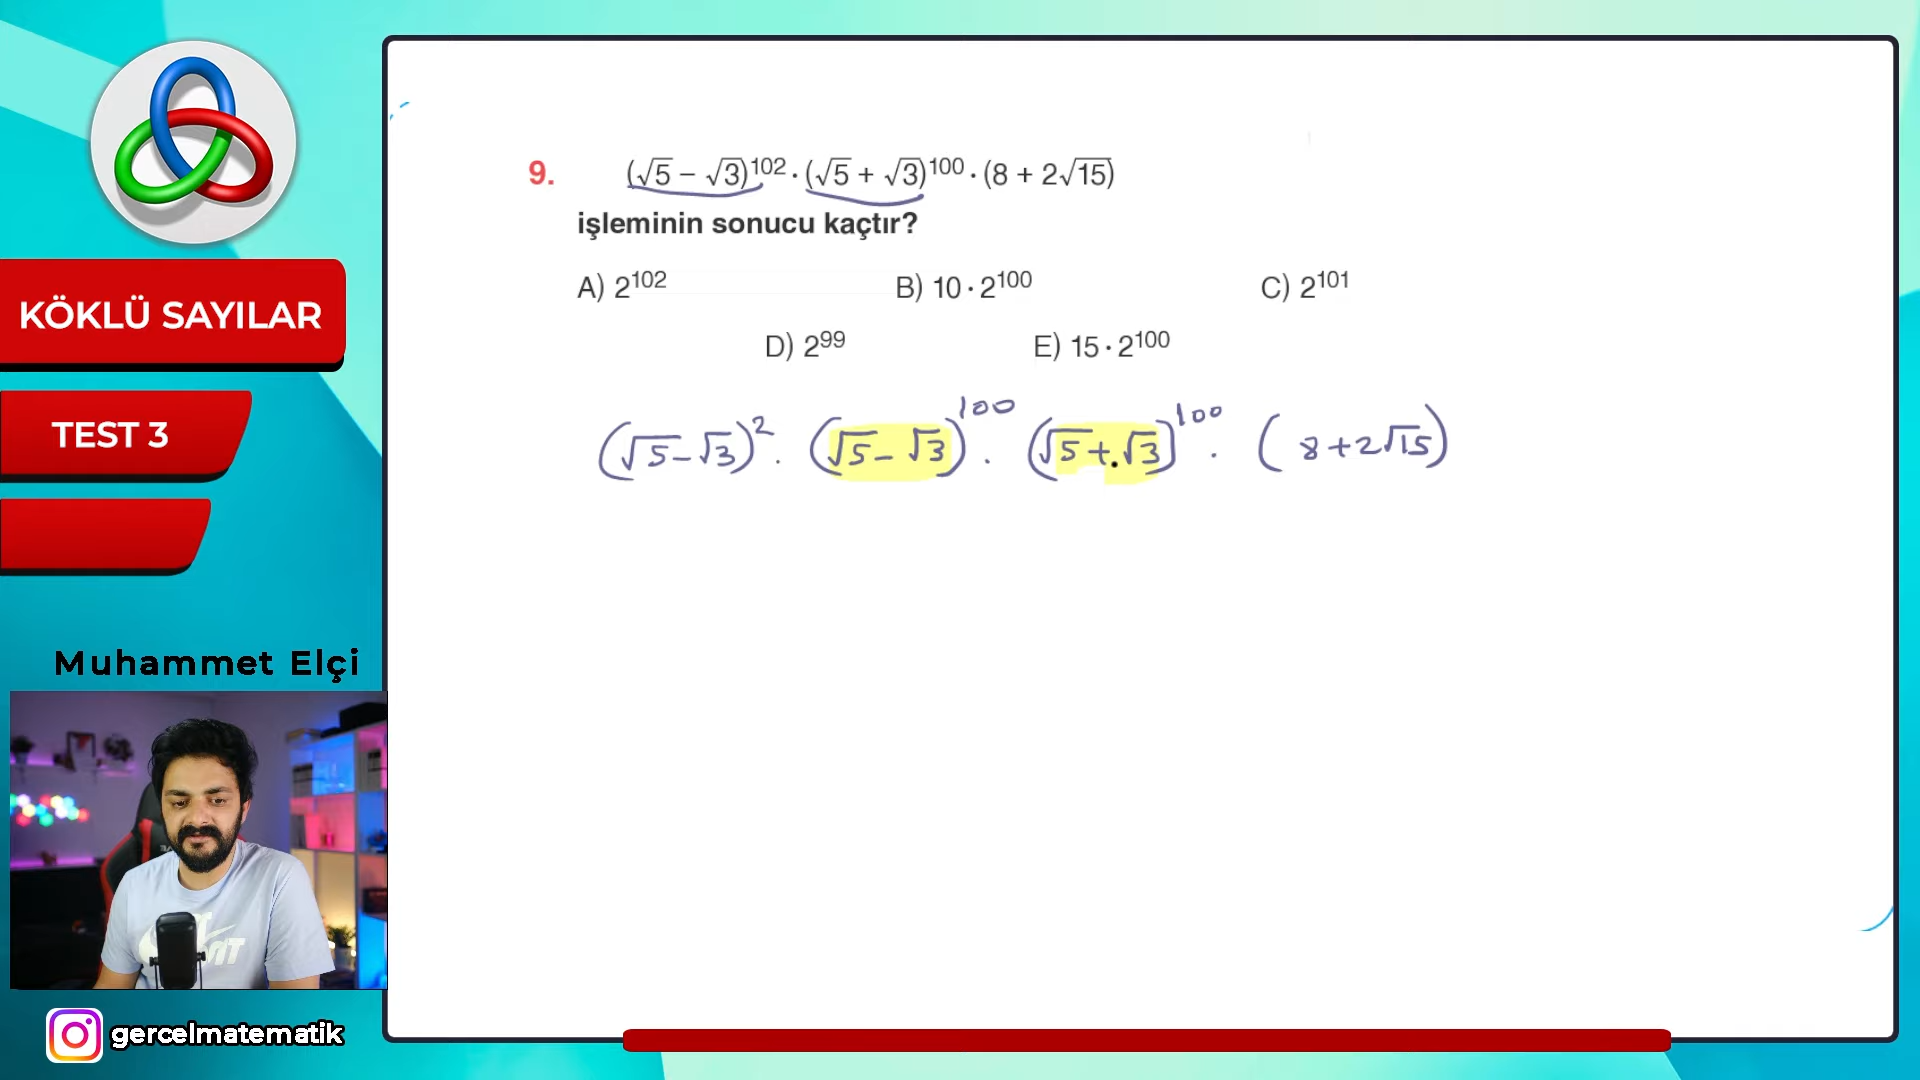 KÖKLÜ SAYILAR
TEST 3
Muhammet Elçi
gercelmatematik
9. (√5 − √3)^102 · (√5 + √3)^100 · (8 + 2√15)
işleminin sonucu kaçtır?
A) 2^102 B) 10 · 2^100 C) 2^101
D) 2^99 E) 15 · 2^100
(√5 − √3)^2 · (√5 − √3)^100 · (√5 + √3)^100 · (8 + 2√15)